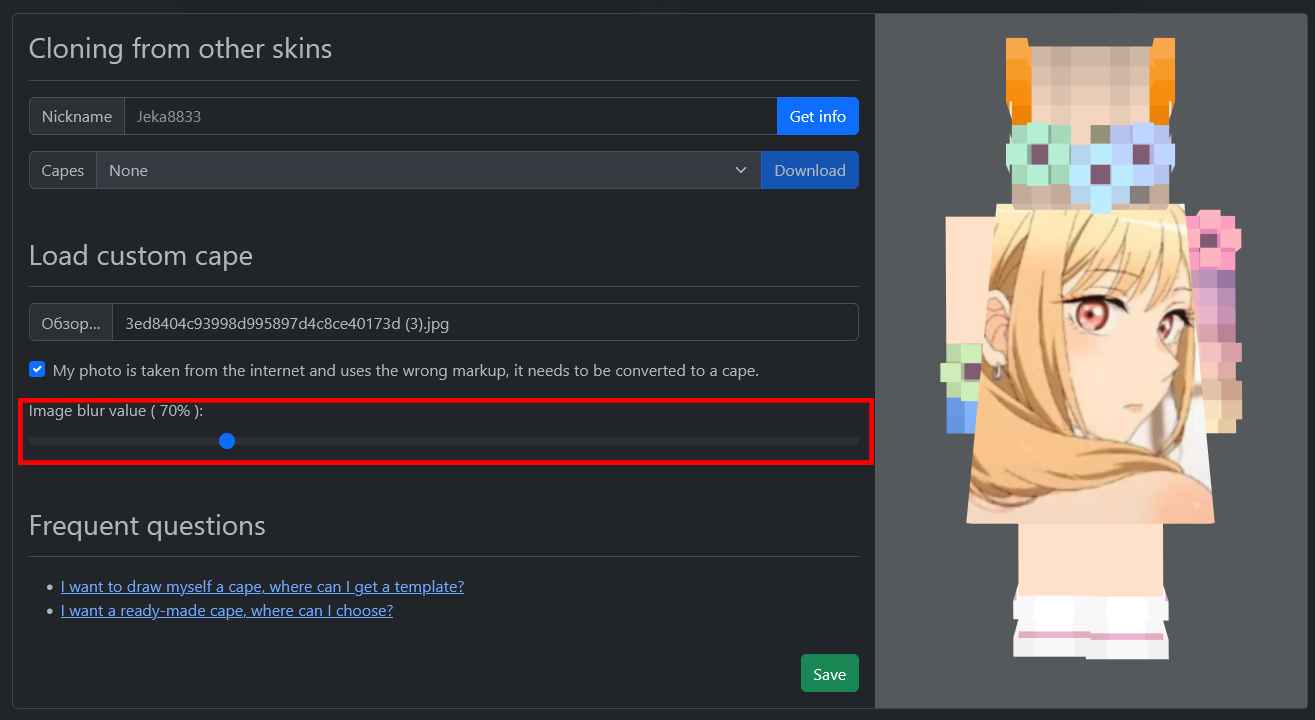 Cloning from other skins
Nickname Jeka8833 Get info
Capes None Download
Load custom cape
Обзор... 3ed8404c93998d995897d4c8ce40173d (3).jpg
My photo is taken from the internet and uses the wrong markup, it needs to be converted to a cape.
Image blur value ( 70% ):
Frequent questions
I want to draw myself a cape, where can I get a template?
I want a ready-made cape, where can I choose?
Save